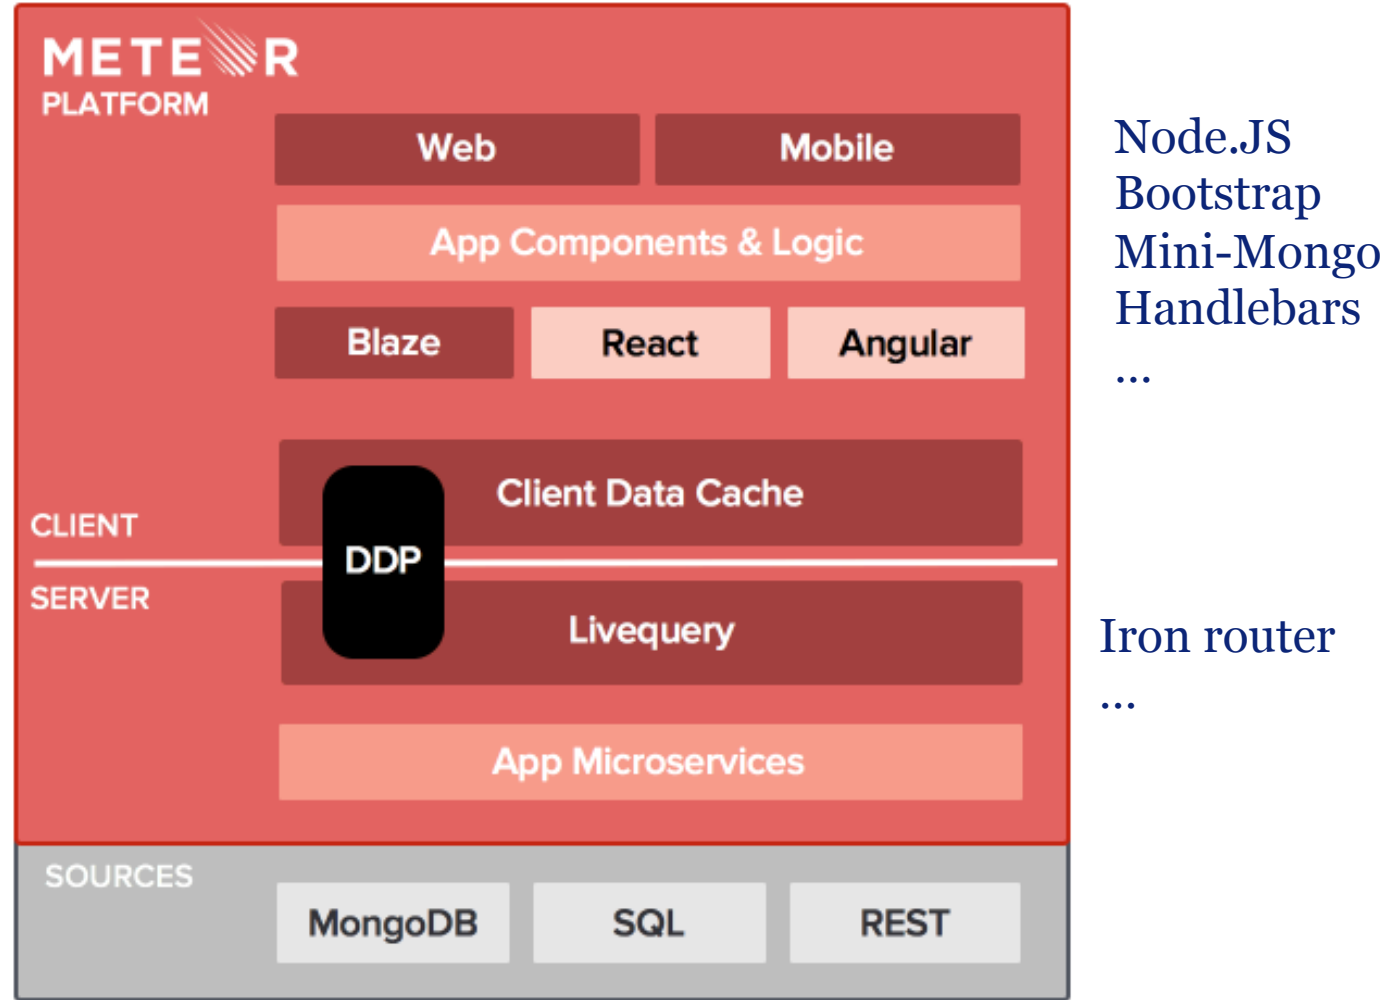 METEOR
PLATFORM
Web Mobile
App Components & Logic
Blaze React Angular
Client Data Cache
CLIENT
DDP
SERVER
Livequery
App Microservices
SOURCES
MongoDB SQL REST
Node.JS
Bootstrap
Mini-Mongo
Handlebars
...
Iron router
...